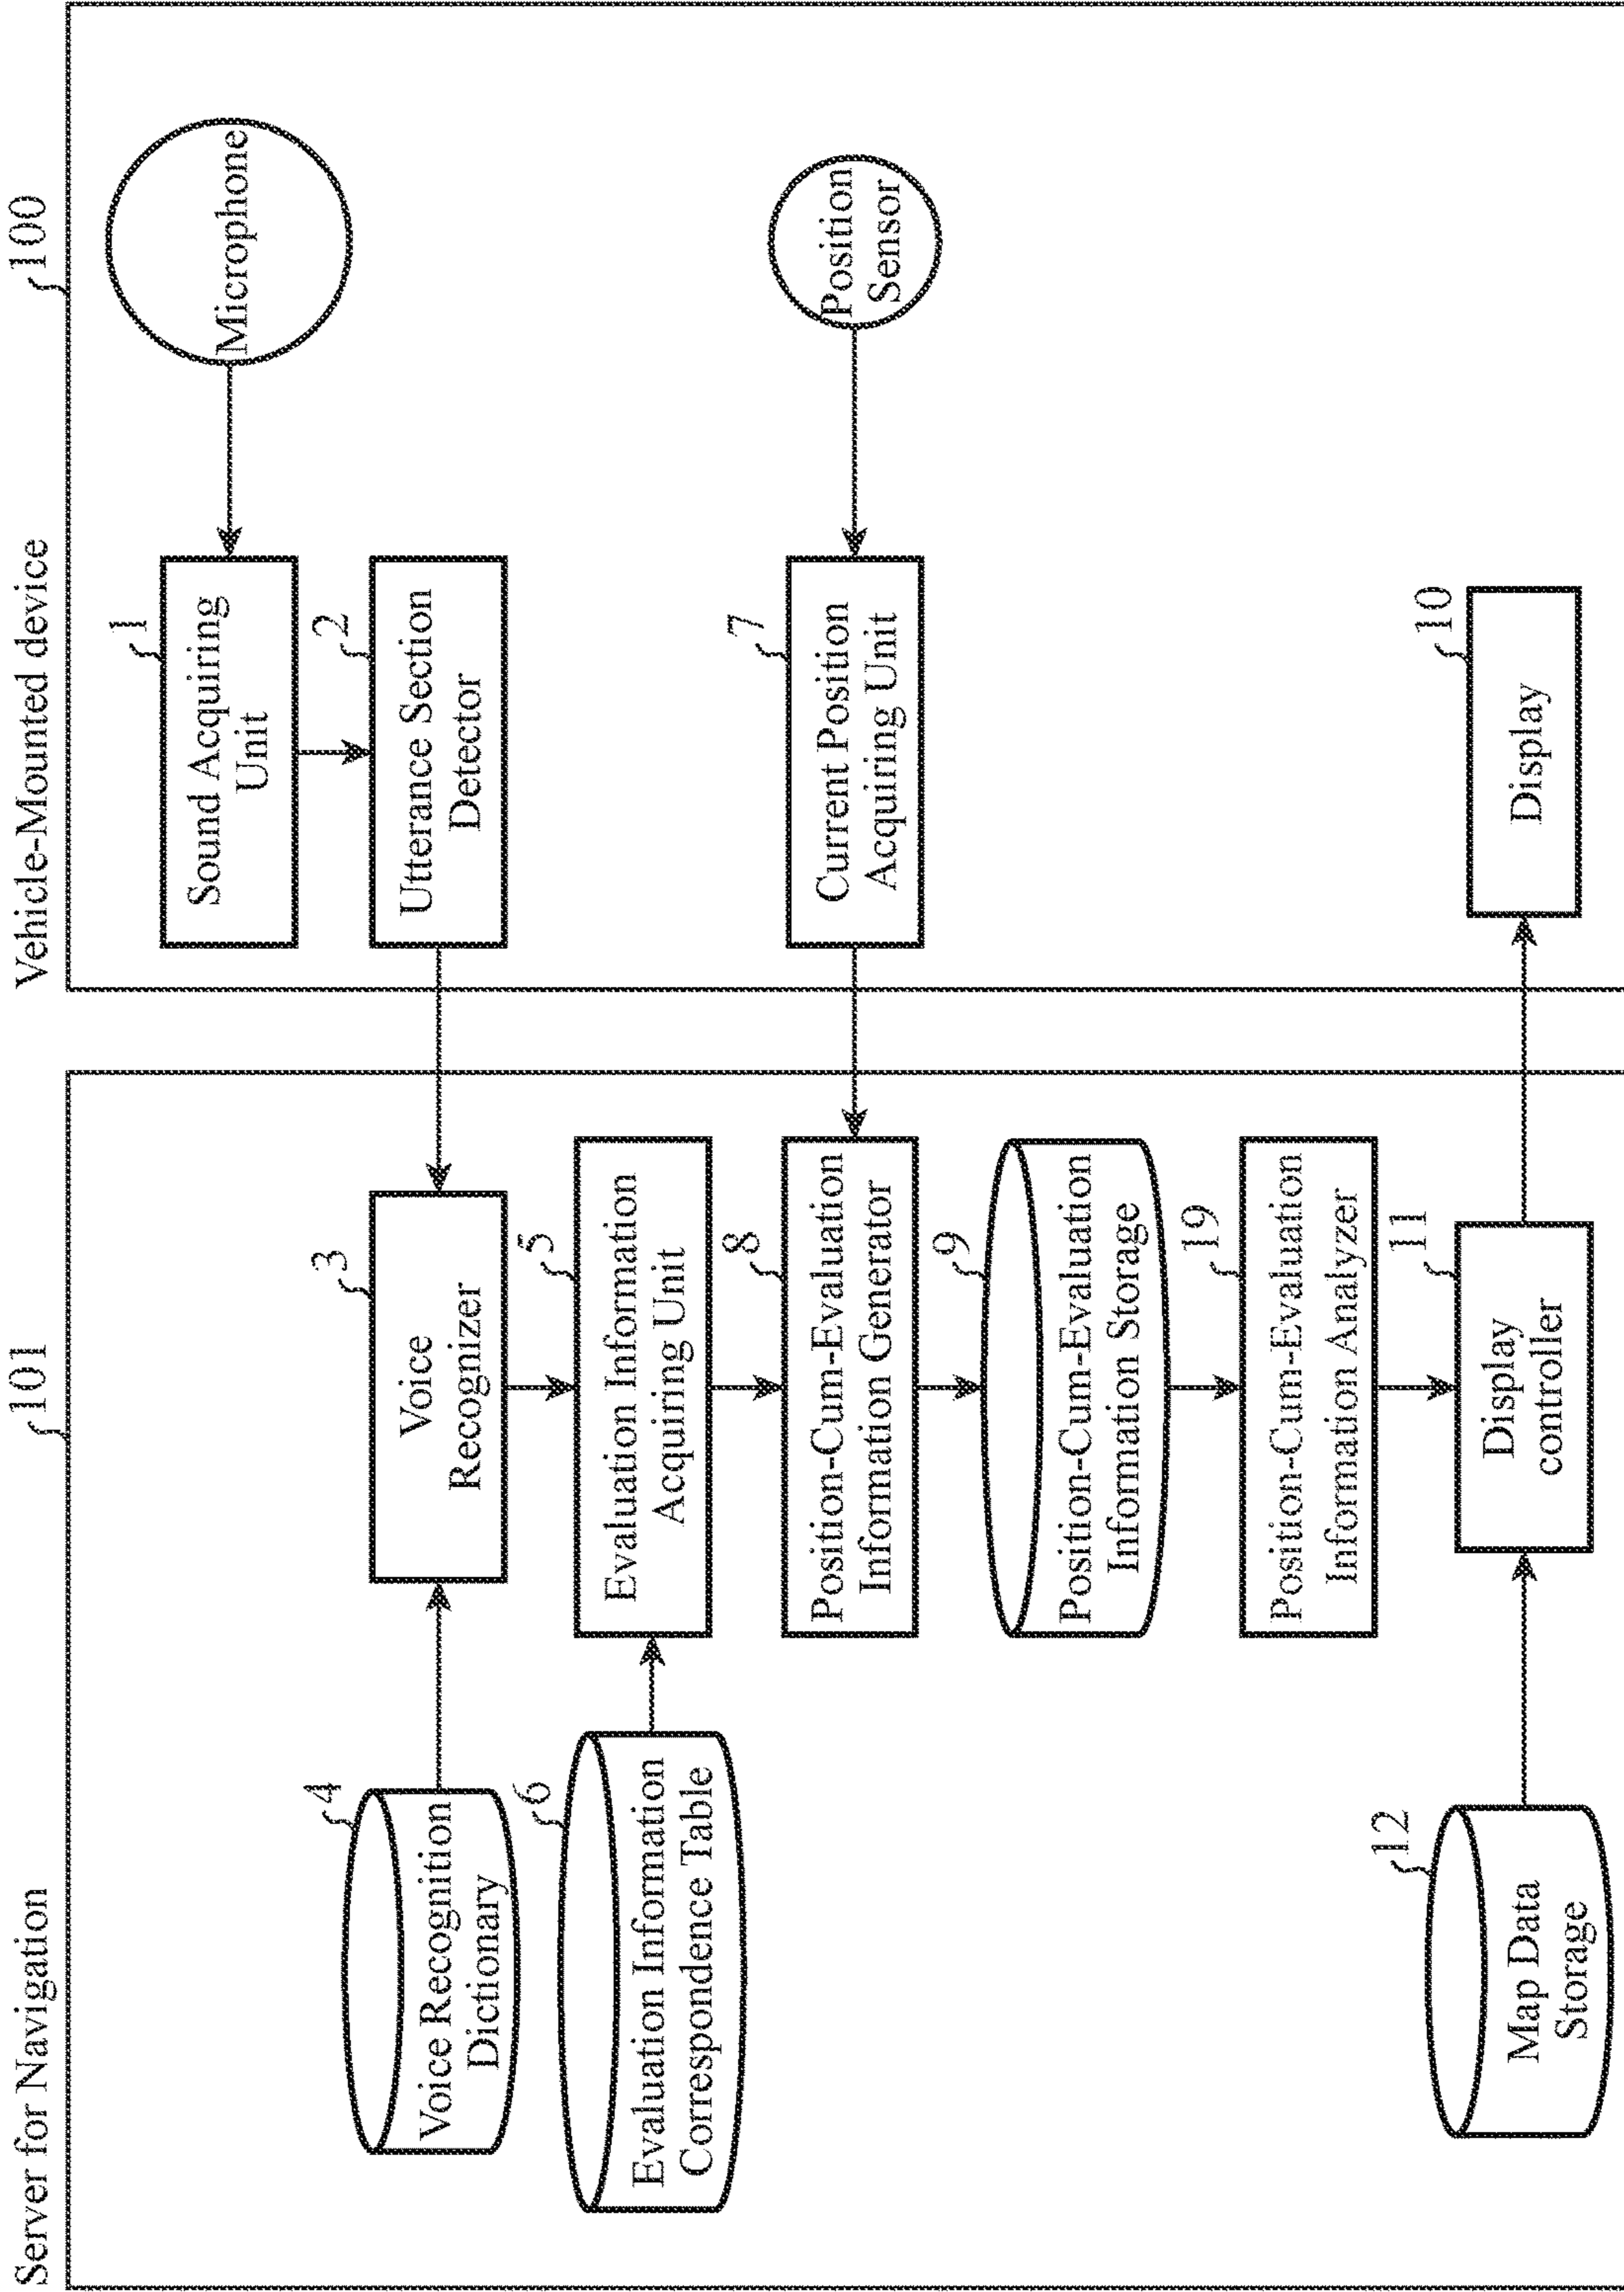 Server for Navigation
101
Vehicle-Mounted device
100
Microphone
1
Sound Acquiring
Unit
2
Utterance Section
Detector
3
Voice
Recognizer
4
Voice Recognition
Dictionary
5
Evaluation Information
Acquiring Unit
6
Evaluation Information
Correspondence Table
Position
Sensor
7
Current Position
Acquiring Unit
8
Position-Cum-Evaluation
Information Generator
9
Position-Cum-Evaluation
Information Storage
19
Position-Cum-Evaluation
Information Analyzer
11
Display
controller
10
Display
12
Map Data
Storage